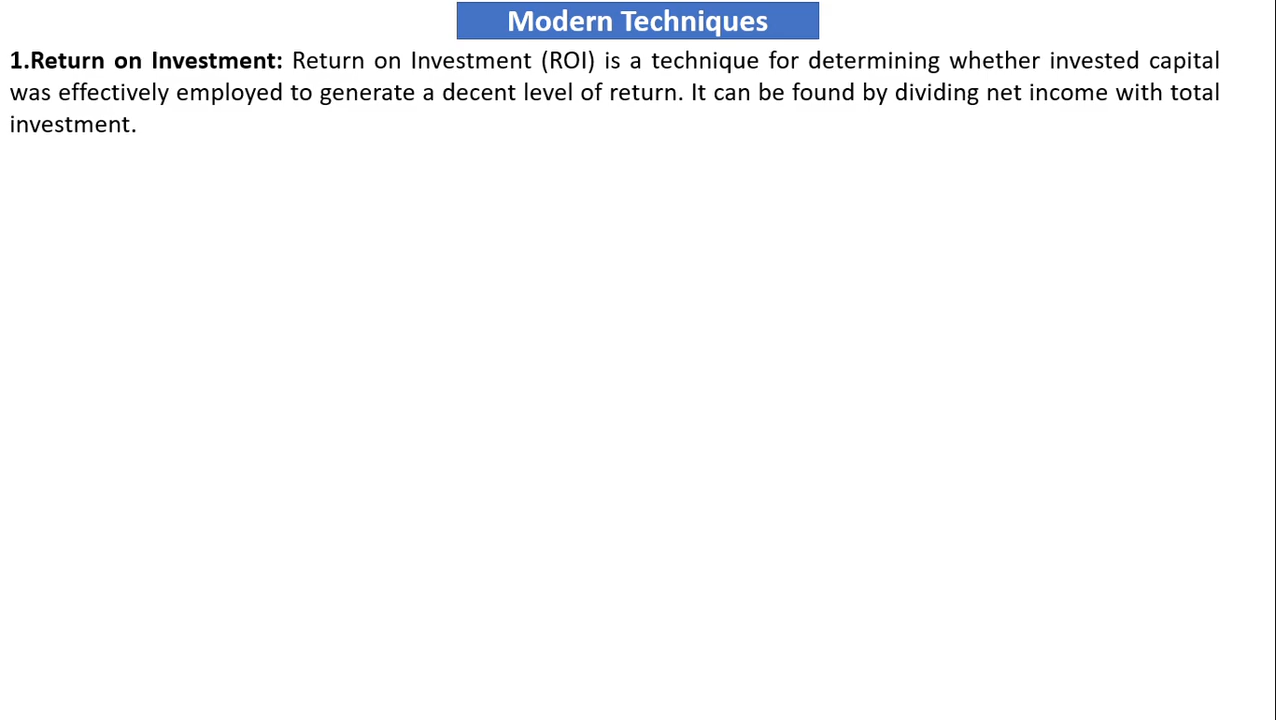 Modern Techniques
1.Return on Investment: Return on Investment (ROI) is a technique for determining whether invested capital
was effectively employed to generate a decent level of return. It can be found by dividing net income with total
investment.